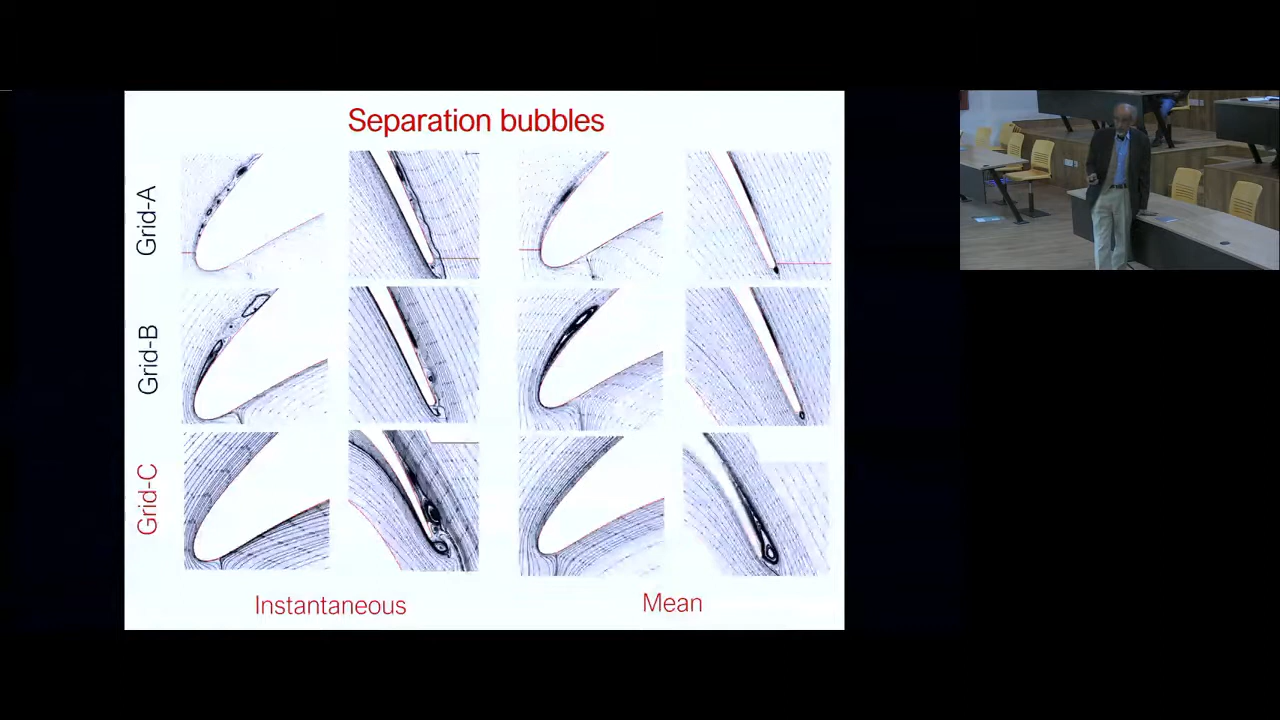 Separation bubbles
Grid-A
Grid-B
Grid-C
Instantaneous
Mean